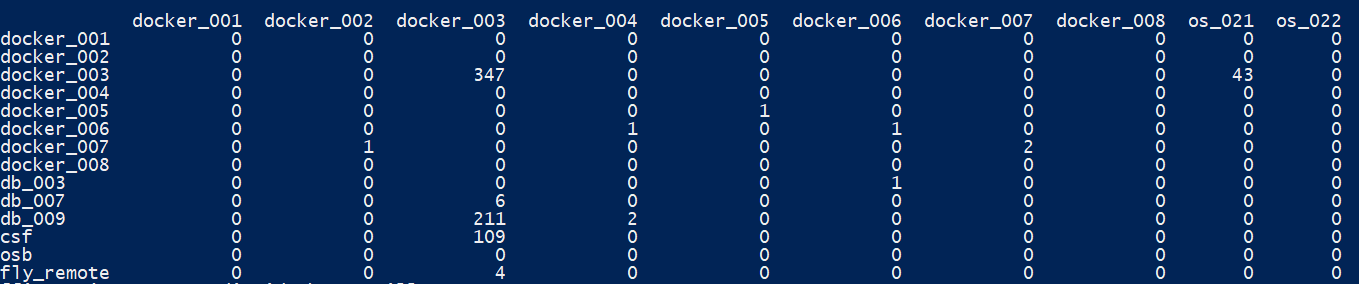 docker_001 docker_002 docker_003 docker_004 docker_005 docker_006 docker_007 docker_008 os_021 os_022
docker_001 0 0 0 0 0 0 0 0 0 0
docker_002 0 0 0 0 0 0 0 0 0 0
docker_003 0 0 347 0 0 0 0 0 43 0
docker_004 0 0 0 0 0 0 0 0 0 0
docker_005 0 0 0 0 1 0 0 0 0 0
docker_006 0 0 0 1 0 1 0 0 0 0
docker_007 0 1 0 0 0 0 2 0 0 0
docker_008 0 0 0 0 0 0 0 0 0 0
db_003 0 0 0 0 0 1 0 0 0 0
db_007 0 0 6 0 0 0 0 0 0 0
db_009 0 0 211 2 0 0 0 0 0 0
csf 0 0 109 0 0 0 0 0 0 0
osb 0 0 0 0 0 0 0 0 0 0
fly_remote 0 0 4 0 0 0 0 0 0 0